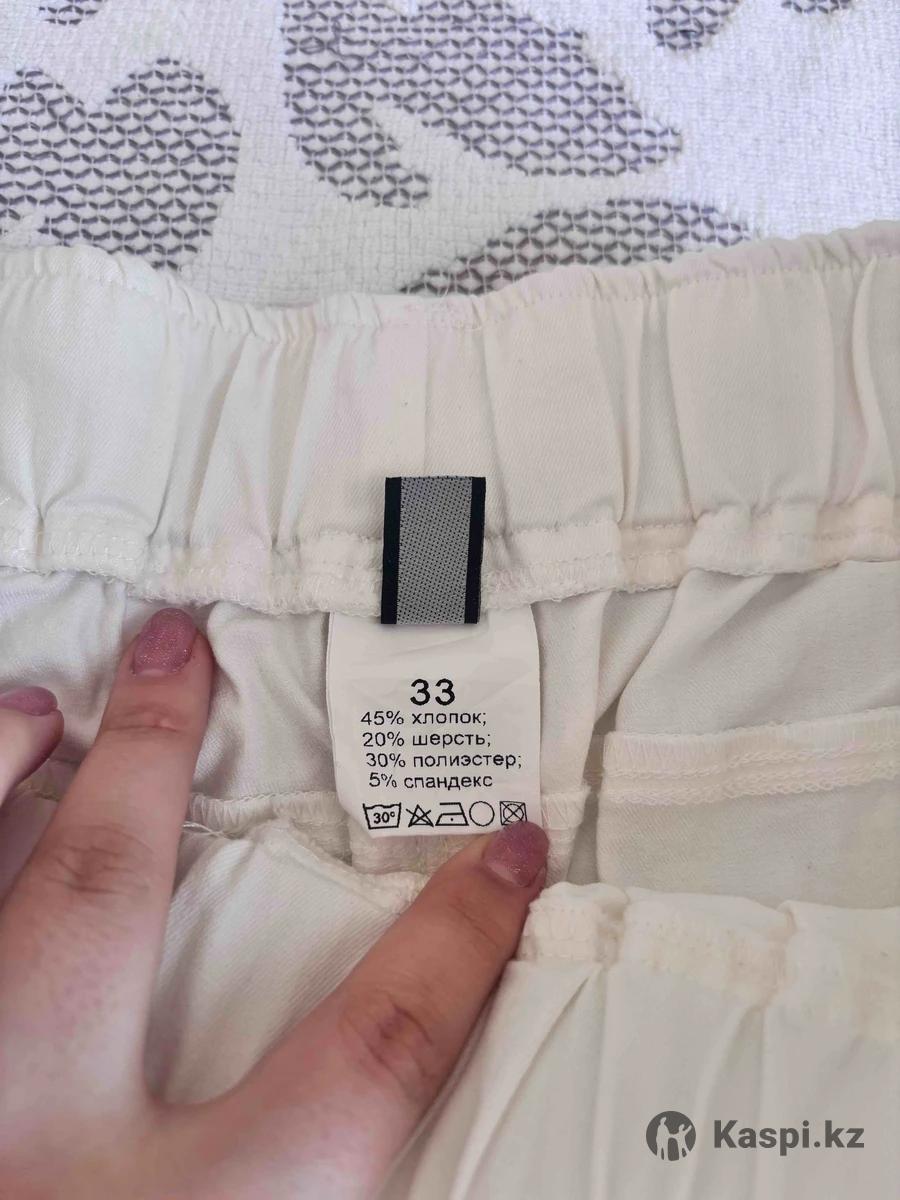 33
45% хлопок;
20% шерсть;
30% полиэстер;
5% спандекс
30°
Kaspi.kz